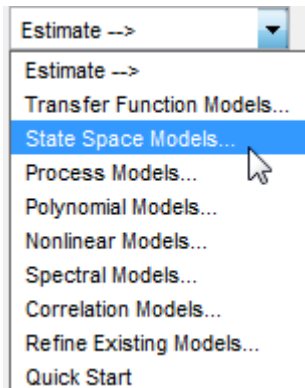 Estimate -->
Estimate -->
Transfer Function Models...
State Space Models...
Process Models...
Polynomial Models...
Nonlinear Models...
Spectral Models...
Correlation Models...
Refine Existing Models...
Quick Start